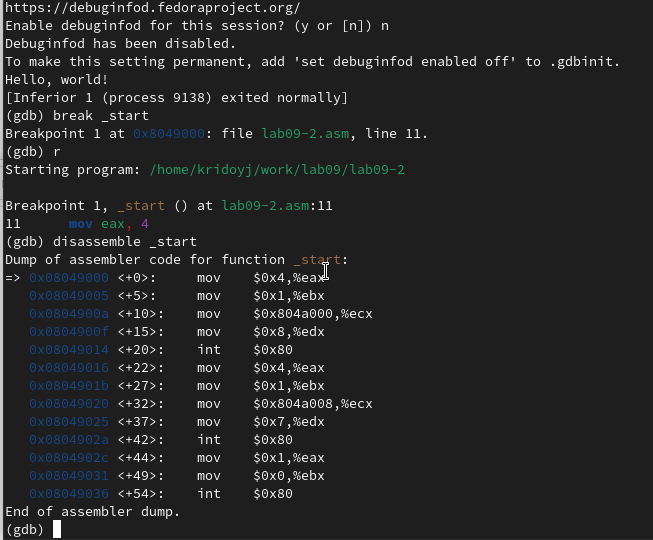 https://debuginfod.fedoraproject.org/
Enable debuginfod for this session? (y or [n]) n
Debuginfod has been disabled.
To make this setting permanent, add 'set debuginfod enabled off' to .gdbinit.
Hello, world!
[Inferior 1 (process 9138) exited normally]
(gdb) break _start
Breakpoint 1 at 0x8049000: file lab09-2.asm, line 11.
(gdb) r
Starting program: /home/kridoyj/work/lab09/lab09-2
Breakpoint 1, _start () at lab09-2.asm:11
11 mov eax, 4
(gdb) disassemble _start
Dump of assembler code for function _start:
=> 0x08049000 <+0>: mov $0x4,%eax
0x08049005 <+5>: mov $0x1,%ebx
0x0804900a <+10>: mov $0x804a000,%ecx
0x0804900f <+15>: mov $0x8,%edx
0x08049014 <+20>: int $0x80
0x08049016 <+22>: mov $0x4,%eax
0x0804901b <+27>: mov $0x1,%ebx
0x08049020 <+32>: mov $0x804a008,%ecx
0x08049025 <+37>: mov $0x7,%edx
0x0804902a <+42>: int $0x80
0x0804902c <+44>: mov $0x1,%eax
0x08049031 <+49>: mov $0x0,%ebx
0x08049036 <+54>: int $0x80
End of assembler dump.
(gdb)